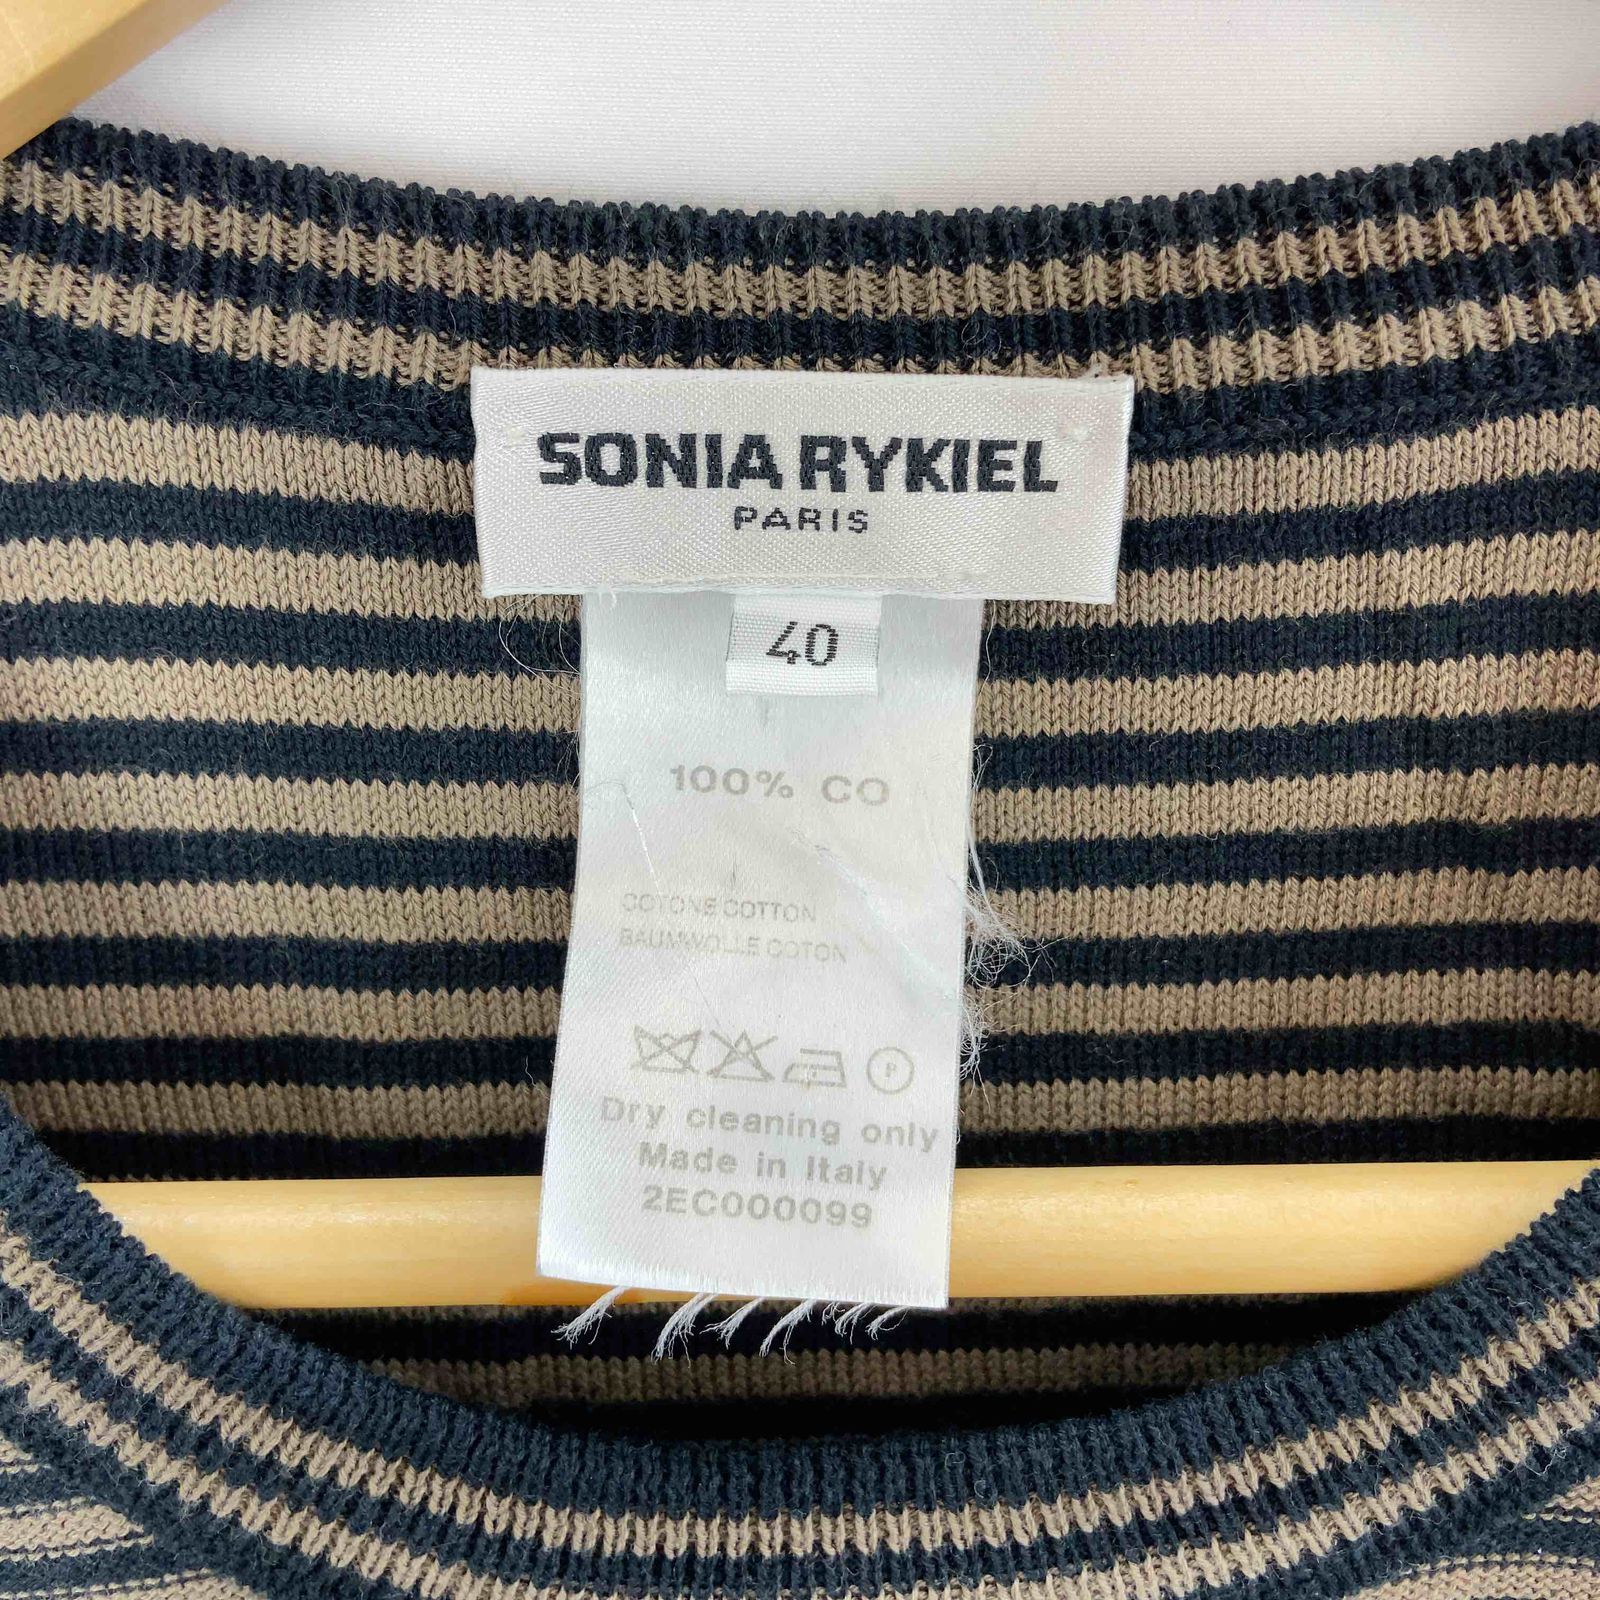 SONIA RYKIEL
PARIS
40
100% CO
COTONE COTTON
BAUMWOLLE COTON
P
Dry cleaning only
Made in Italy
2EC000099